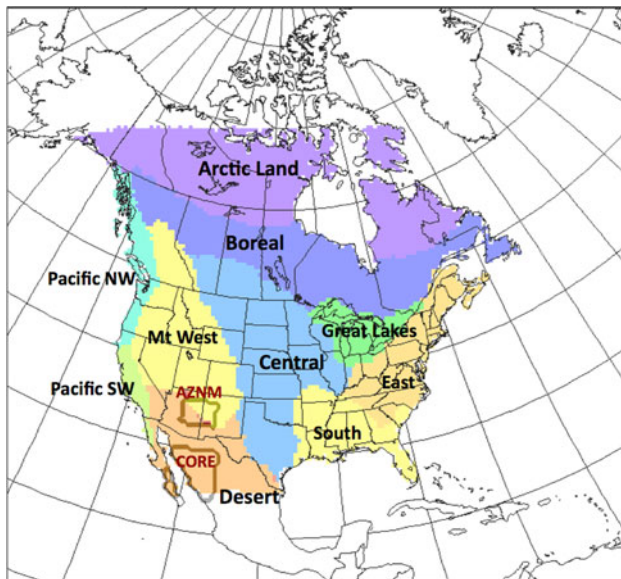 Arctic Land
Boreal
Pacific NW
Mt West
Great Lakes
Central
Pacific SW
AZNM
East
South
CORE
Desert